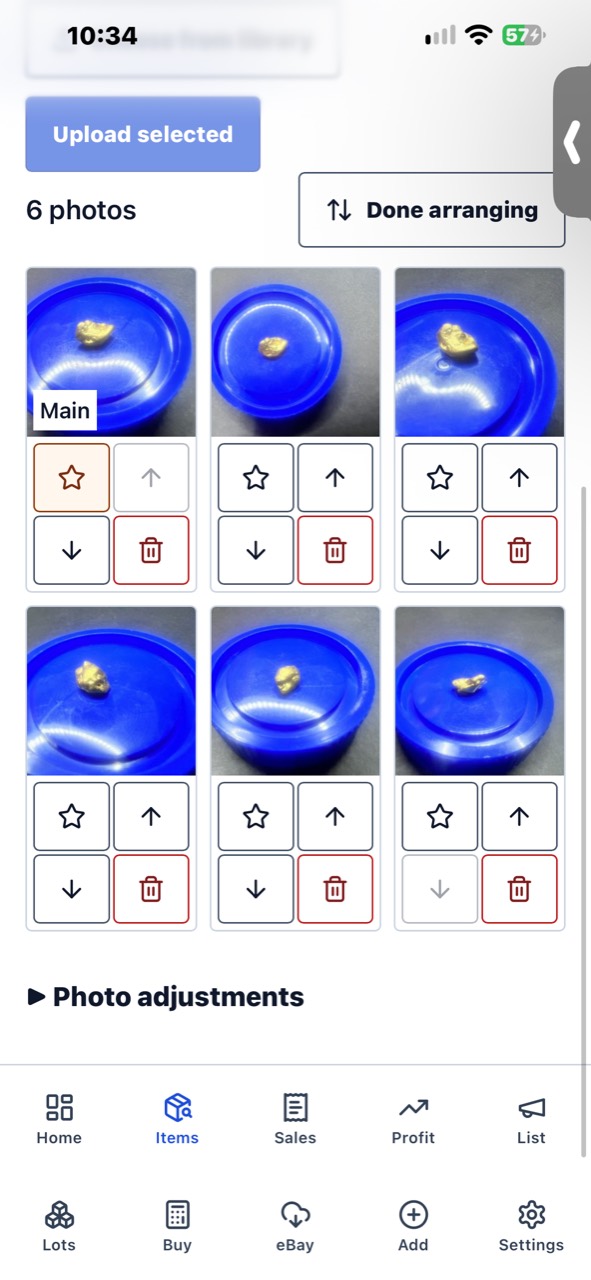 10:34
57
Upload selected
6 photos
Done arranging
Main
Photo adjustments
Home
Items
Sales
Profit
List
Lots
Buy
eBay
Add
Settings